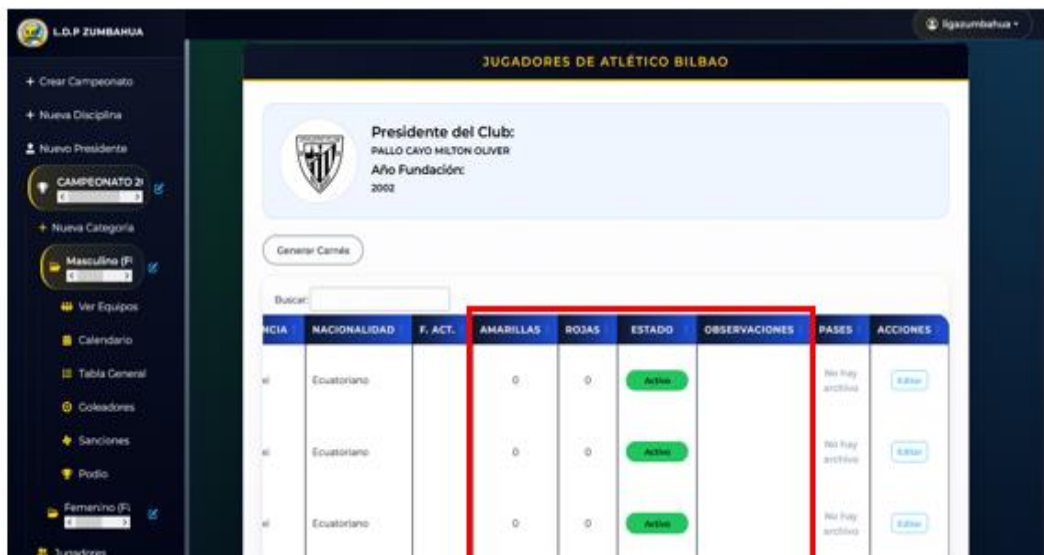 L.D.P ZUMBAHUA
ligazumbahua
+ Crear Campeonato
+ Nueva Disciplina
Nuevo Presidente
CAMPEONATO 2
+ Nueva Categoría
Masculino (F
Ver Equipos
Calendario
Tabla General
Goleadores
Sanciones
Podio
Femenino (F
Jugadores
JUGADORES DE ATLÉTICO BILBAO
Presidente del Club:
PALLO CAYO MILTON OLIVER
Año Fundación:
2002
Generar Carnés
Buscar:
NCIA NACIONALIDAD F. ACT. AMARILLAS ROJAS ESTADO OBSERVACIONES PASES ACCIONES
Ecuatoriano 0 0 Activo No hay archivo Editar
Ecuatoriano 0 0 Activo No hay archivo Editar
Ecuatoriano 0 0 Activo No hay archivo Editar